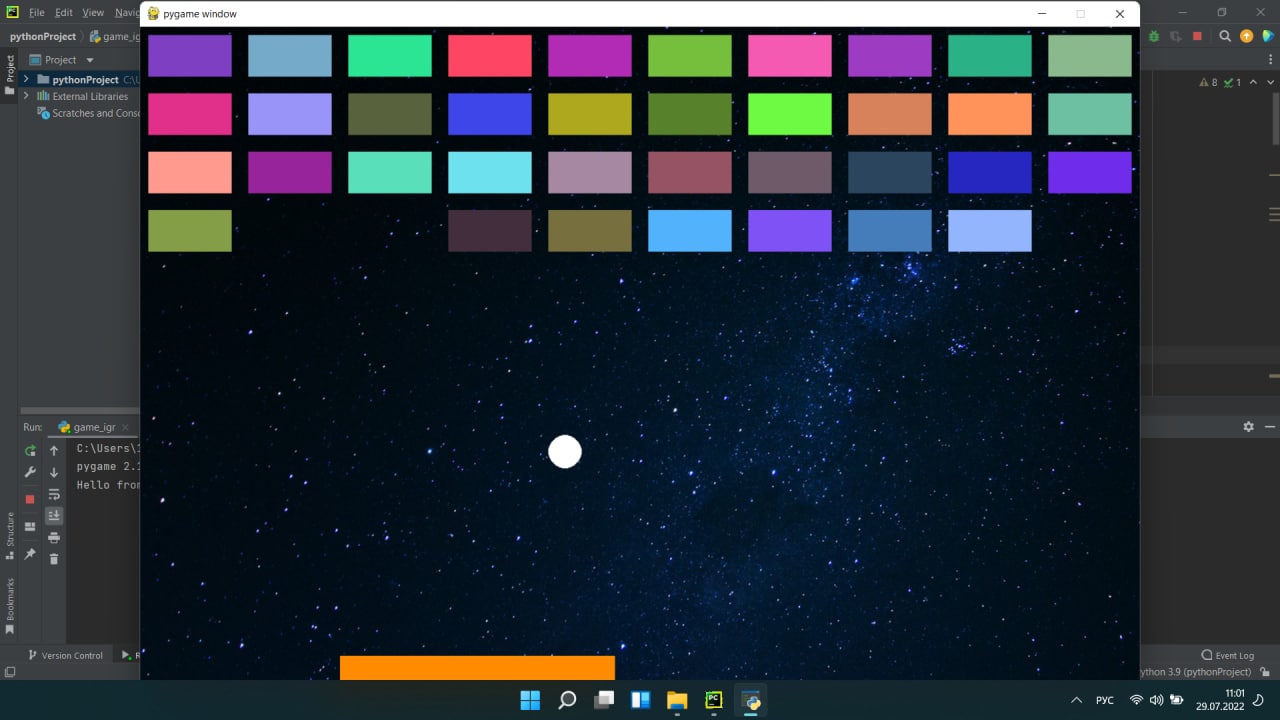 pygame window
File Edit View Navig
pythonProject
game_ig
Project
Project
pythonProject C:\U
External Libraries
Scratches and Conso
8 1
Run: game_igr
C:\Users\
pygame 2.1
Hello from
Structure
Bookmarks
Version Control
Event Log
ython 3.9 (pythonProject)
РУС
11:01
29.07.2022